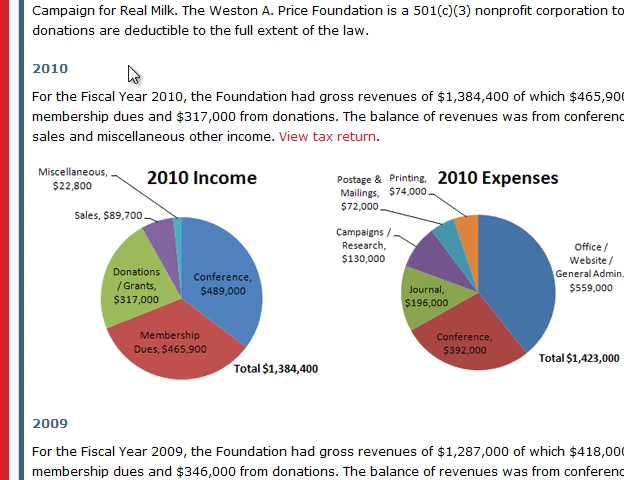 Campaign for Real Milk. The Weston A. Price Foundation is a 501(c)(3) nonprofit corporation to
donations are deductible to the full extent of the law.
2010
For the Fiscal Year 2010, the Foundation had gross revenues of $1,384,400 of which $465,900
membership dues and $317,000 from donations. The balance of revenues was from conferenc
sales and miscellaneous other income. View tax return.
2010 Income
Miscellaneous,
$22,800
Sales, $89,700
Donations
/ Grants,
$317,000
Conference,
$489,000
Membership
Dues, $465,900
Total $1,384,400
2010 Expenses
Postage &
Mailings,
$72,000
Printing,
$74,000
Campaigns /
Research,
$130,000
Journal,
$196,000
Conference,
$392,000
Office /
Website /
General Admin.
$559,000
Total $1,423,000
2009
For the Fiscal Year 2009, the Foundation had gross revenues of $1,287,000 of which $418,000
membership dues and $346,000 from donations. The balance of revenues was from conferenc